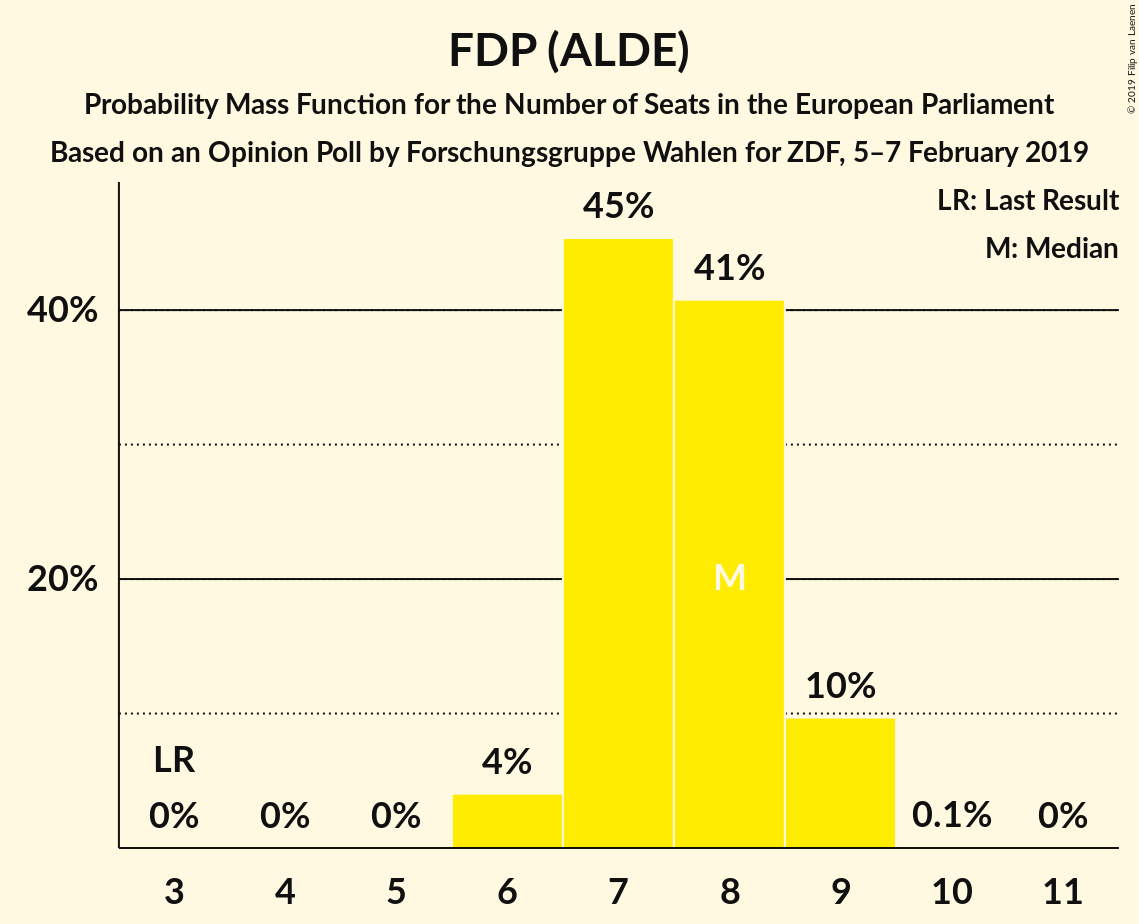 FDP (ALDE)
Probability Mass Function for the Number of Seats in the European Parliament
Based on an Opinion Poll by Forschungsgruppe Wahlen for ZDF, 5–7 February 2019
© 2019 Filip van Laenen
LR: Last Result
M: Median
45%
41%
40%
20%
M
10%
LR
4%
0%
0%
0%
0.1%
0%
3 4 5 6 7 8 9 10 11